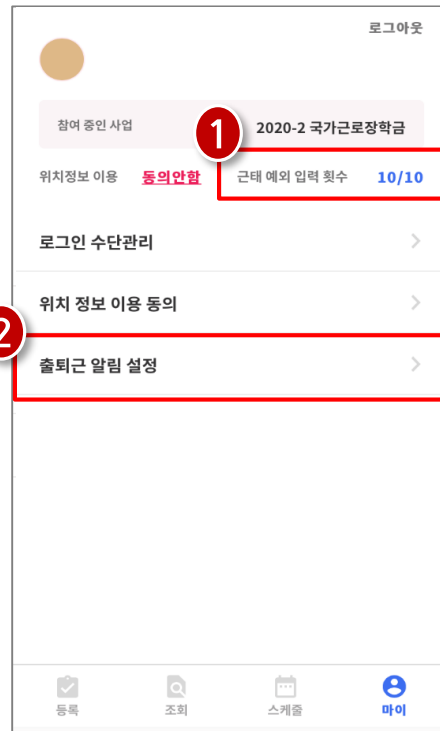 로그아웃
참여 중인 사업 2020-2 국가근로장학금
1
위치정보 이용 동의안함 근태 예외 입력 횟수 10/10
로그인 수단관리
위치 정보 이용 동의
2
출퇴근 알림 설정
등록 조회 스케줄 마이